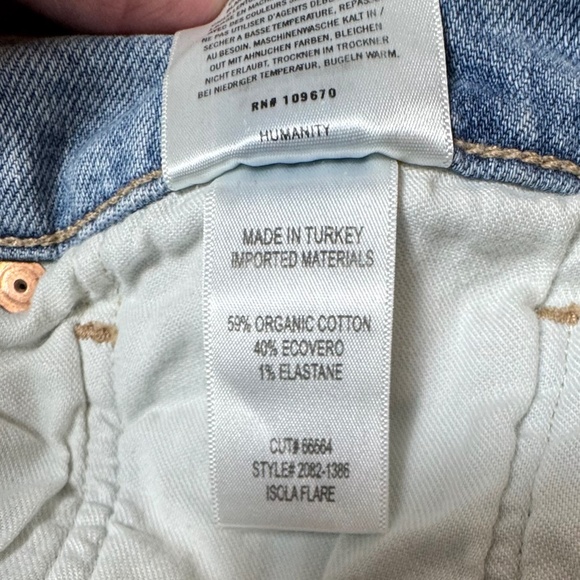 NE PAS UTILISER D'AGENTS
SECHER A BASSE TEMPERATURE, REPASS
AU BESOIN. MASCHINENWASCHE KALT IN /
OUT MIT AHNLICHEN FARBEN, BLEICHEN
NICHT ERLAUBT, TROCKNEN IM TROCKNER
BEI NIEDRIGER TEMPERATUR, BUGELN WARM.
RN# 109670
HUMANITY
MADE IN TURKEY
IMPORTED MATERIALS
59% ORGANIC COTTON
40% ECOVERO
1% ELASTANE
CUT# 66664
STYLE# 2082-1386
ISOLA FLARE